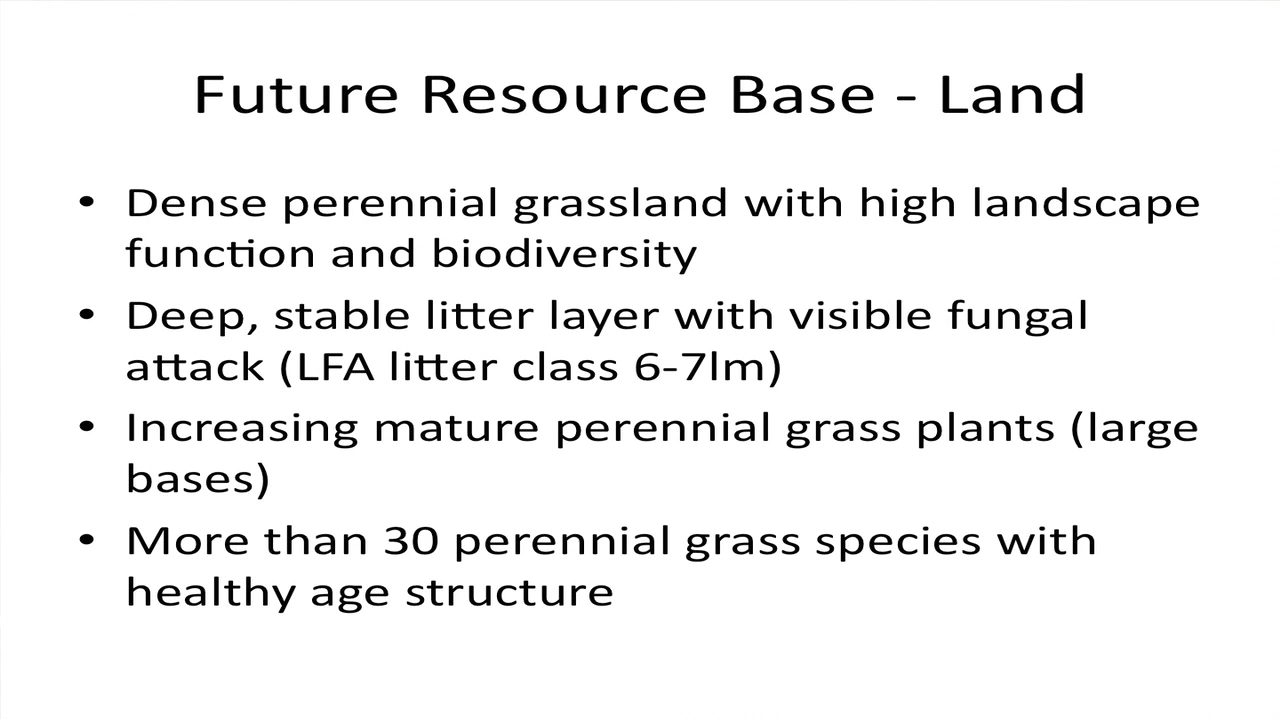 Future Resource Base - Land
• Dense perennial grassland with high landscape
function and biodiversity
• Deep, stable litter layer with visible fungal
attack (LFA litter class 6-7lm)
• Increasing mature perennial grass plants (large
bases)
• More than 30 perennial grass species with
healthy age structure